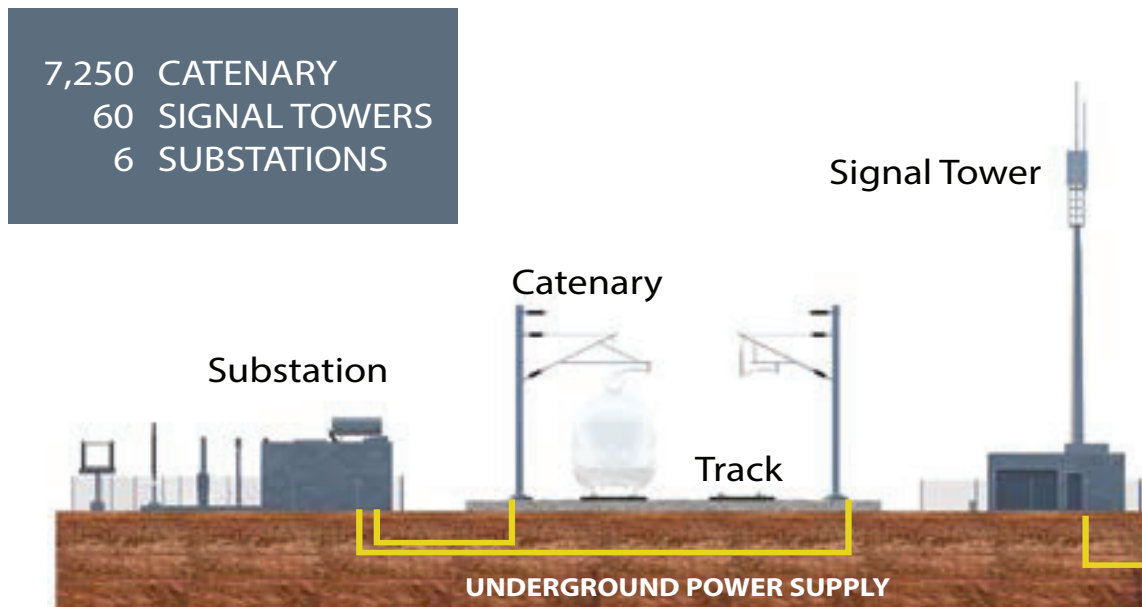 7,250 CATENARY
60 SIGNAL TOWERS
6 SUBSTATIONS
Signal Tower
Catenary
Substation
Track
UNDERGROUND POWER SUPPLY